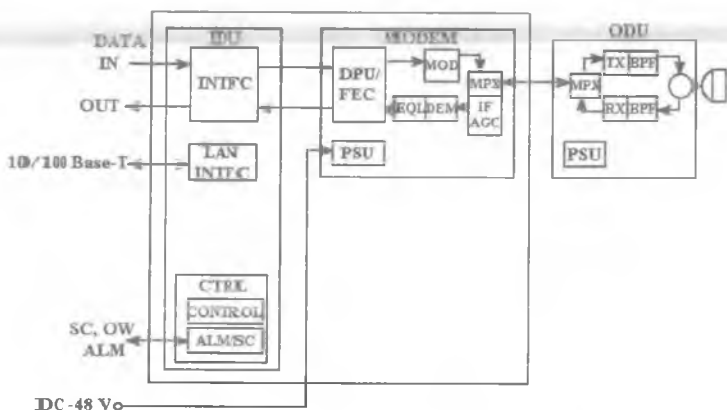 DATA
IN
OUT
10/100 Base-T
SC, OW
ALM
DC-48 V
IDU
INTFC
LAN
INTFC
CTRL
CONTROL
ALM/SC
MODEM
DPU/
FEC
MOD
MPX
EQL DEM
IF
AGC
PSU
ODU
MPX
TX BPF
RX BPF
PSU